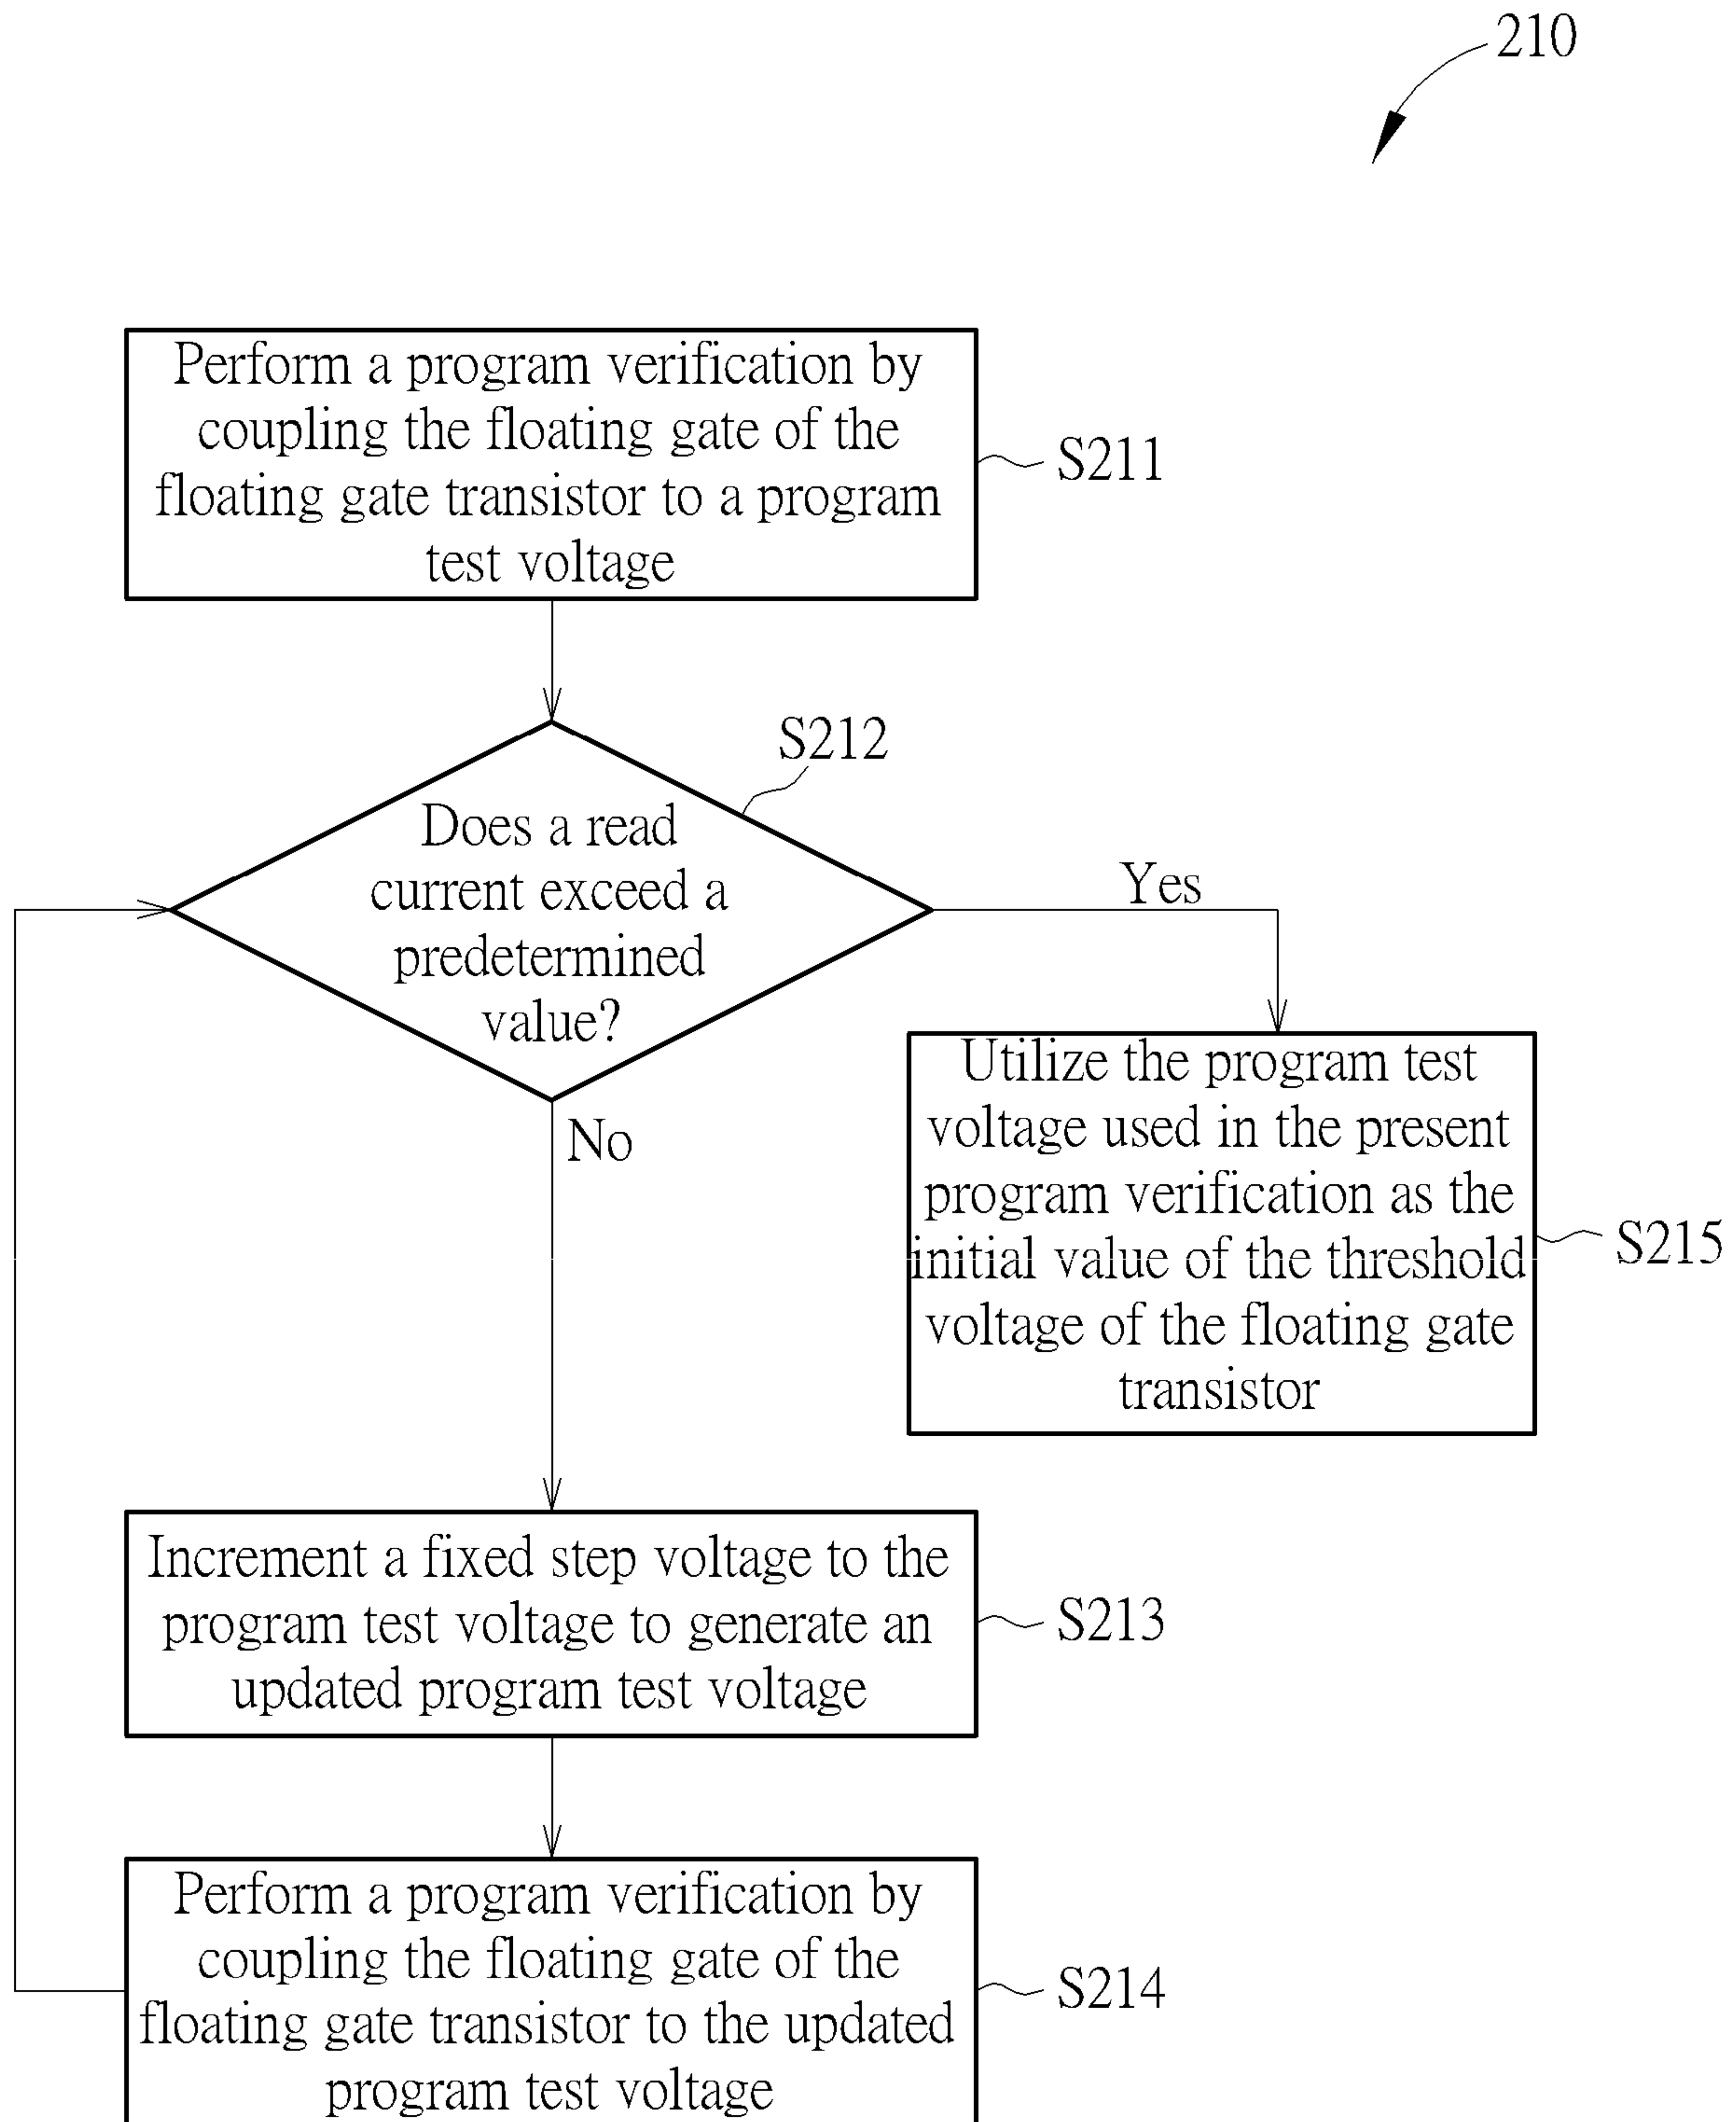 210
Perform a program verification by
coupling the floating gate of the
floating gate transistor to a program
test voltage
S211
S212
Does a read
current exceed a
predetermined
value?
Yes
No
Utilize the program test
voltage used in the present
program verification as the
initial value of the threshold
voltage of the floating gate
transistor
S215
Increment a fixed step voltage to the
program test voltage to generate an
updated program test voltage
S213
Perform a program verification by
coupling the floating gate of the
floating gate transistor to the updated
program test voltage
S214